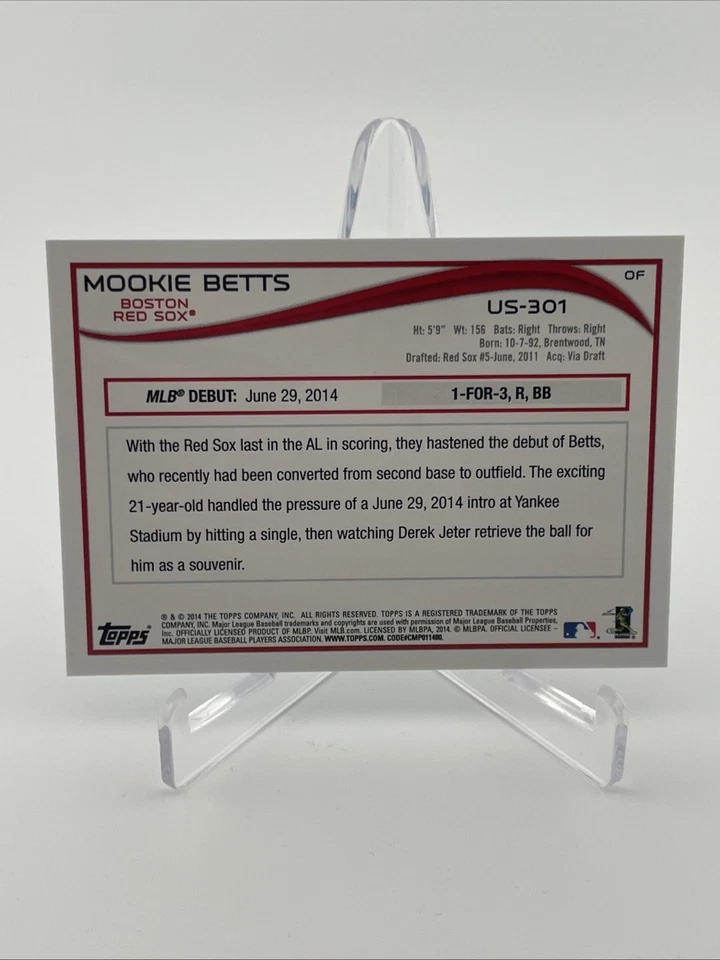 MOOKIE BETTS
BOSTON
RED SOX®
OF
US-301
Ht: 5'9" Wt: 156 Bats: Right Throws: Right
Born: 10-7-92, Brentwood, TN
Drafted: Red Sox #5-June, 2011 Acq: Via Draft
MLB® DEBUT: June 29, 2014 1-FOR-3, R, BB
With the Red Sox last in the AL in scoring, they hastened the debut of Betts,
who recently had been converted from second base to outfield. The exciting
21-year-old handled the pressure of a June 29, 2014 intro at Yankee
Stadium by hitting a single, then watching Derek Jeter retrieve the ball for
him as a souvenir.
Topps®
® & © 2014 THE TOPPS COMPANY, INC. ALL RIGHTS RESERVED. TOPPS IS A REGISTERED TRADEMARK OF THE TOPPS
COMPANY, INC. Major League Baseball trademarks and copyrights are used with permission of Major League Baseball Properties,
Inc. OFFICIALLY LICENSED PRODUCT OF MLBP. Visit MLB.com. LICENSED BY MLBPA, 2014. © MLBPA. OFFICIAL LICENSEE –
MAJOR LEAGUE BASEBALL PLAYERS ASSOCIATION. WWW.TOPPS.COM. CODE#CMP011480.